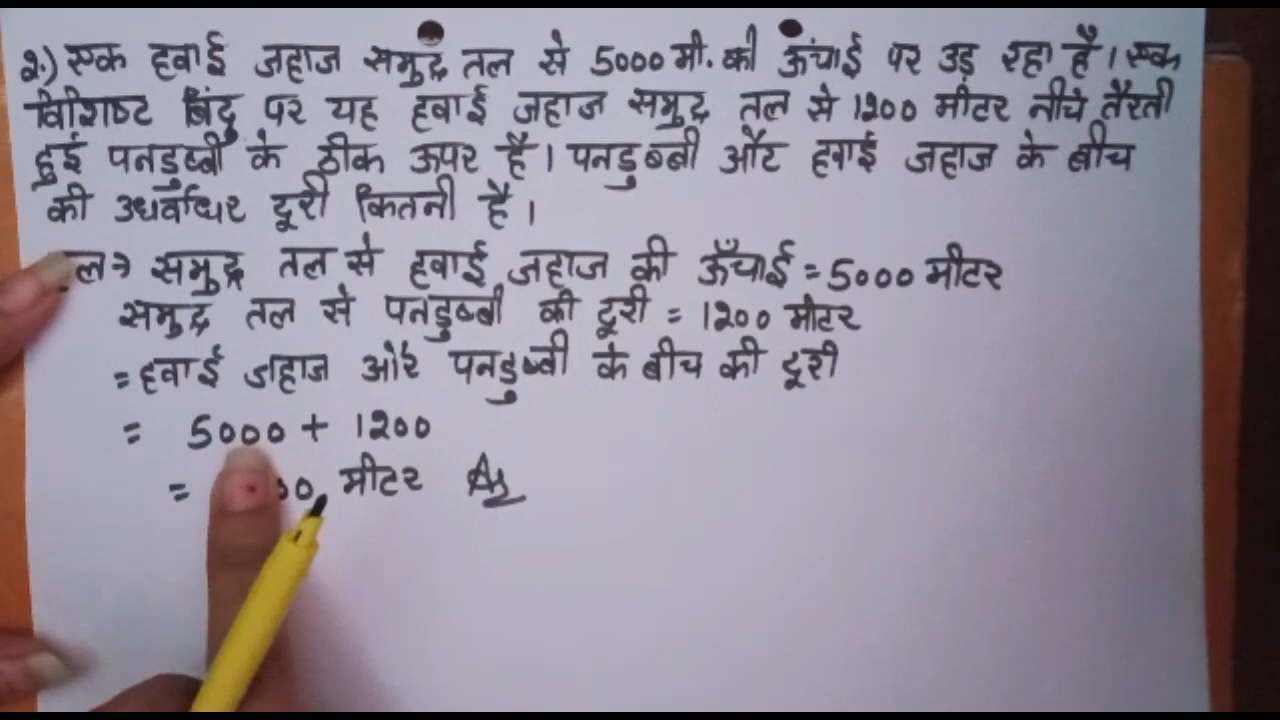 2.) एक हवाई जहाज समुद्र तल से 5000 मी. की ऊंचाई पर उड़ रहा है। एक
विशिष्ट बिंदु पर यह हवाई जहाज समुद्र तल से 1200 मीटर नीचे तैरती
हुई पनडुब्बी के ठीक ऊपर है। पनडुब्बी और हवाई जहाज के बीच
की उधर्वाधर दूरी कितनी है।
ल⇒ समुद्र तल से हवाई जहाज की ऊँचाई = 5000 मीटर
समुद्र तल से पनडुब्बी की दूरी = 1200 मीटर
= हवाई जहाज और पनडुब्बी के बीच की दूरी
= 5000 + 1200
= 00 मीटर Ans